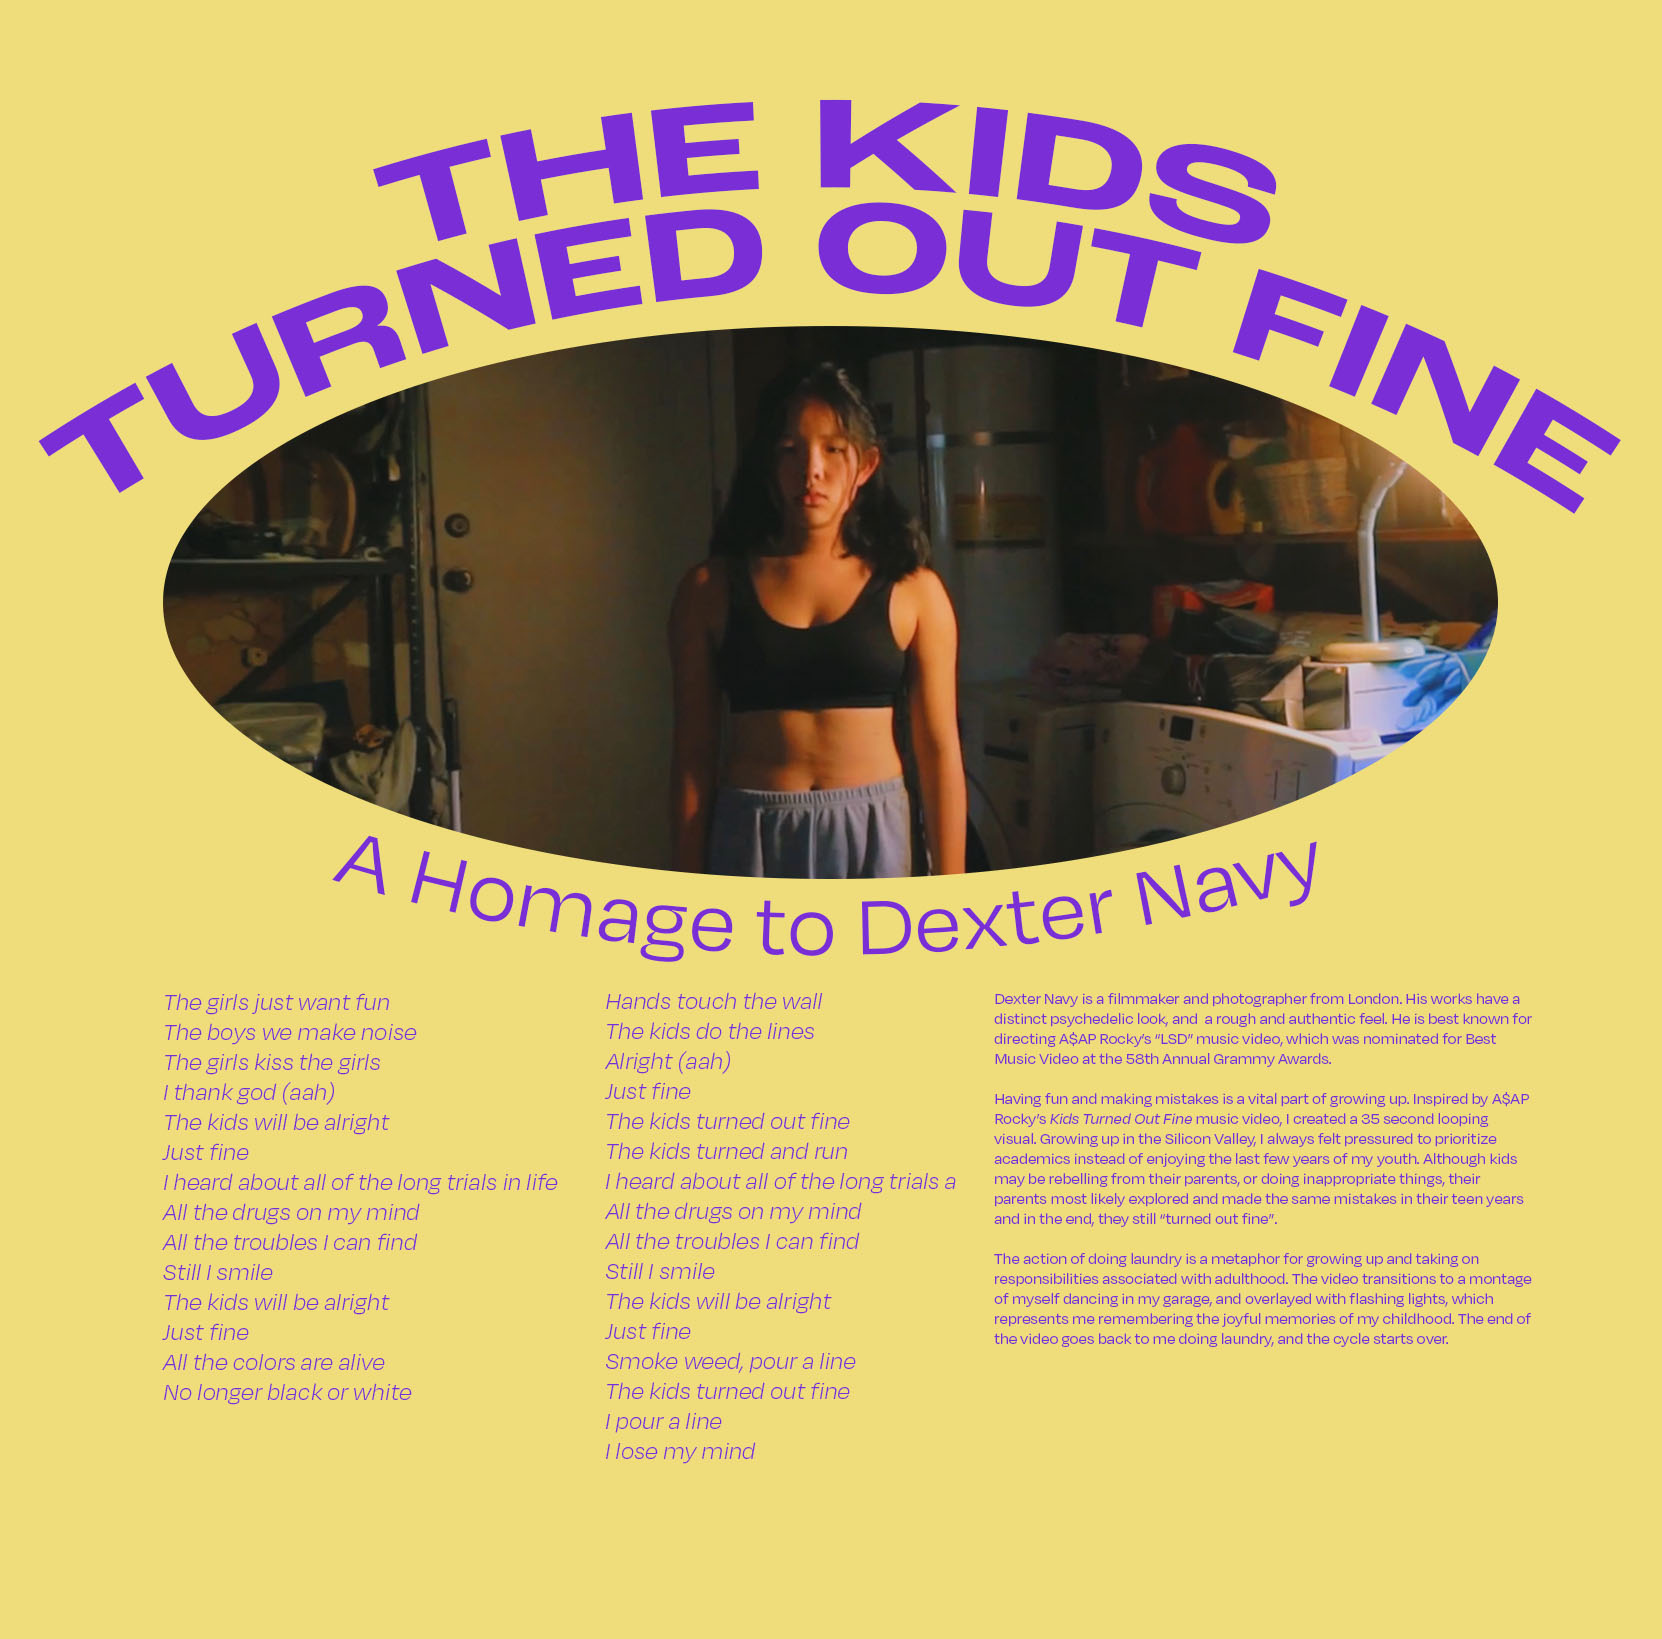 THE KIDS
TURNED OUT FINE
A Homage to Dexter Navy
The girls just want fun
The boys we make noise
The girls kiss the girls
I thank god (aah)
The kids will be alright
Just fine
I heard about all of the long trials in life
All the drugs on my mind
All the troubles I can find
Still I smile
The kids will be alright
Just fine
All the colors are alive
No longer black or white
Hands touch the wall
The kids do the lines
Alright (aah)
Just fine
The kids turned out fine
The kids turned and run
I heard about all of the long trials a
All the drugs on my mind
All the troubles I can find
Still I smile
The kids will be alright
Just fine
Smoke weed, pour a line
The kids turned out fine
I pour a line
I lose my mind
Dexter Navy is a filmmaker and photographer from London. His works have a
distinct psychedelic look, and  a rough and authentic feel. He is best known for
directing A$AP Rocky’s “LSD” music video, which was nominated for Best
Music Video at the 58th Annual Grammy Awards.
Having fun and making mistakes is a vital part of growing up. Inspired by A$AP
Rocky’s Kids Turned Out Fine music video, I created a 35 second looping
visual. Growing up in the Silicon Valley, I always felt pressured to prioritize
academics instead of enjoying the last few years of my youth. Although kids
may be rebelling from their parents, or doing inappropriate things, their
parents most likely explored and made the same mistakes in their teen years
and in the end, they still “turned out fine”.
The action of doing laundry is a metaphor for growing up and taking on
responsibilities associated with adulthood. The video transitions to a montage
of myself dancing in my garage, and overlayed with flashing lights, which
represents me remembering the joyful memories of my childhood. The end of
the video goes back to me doing laundry, and the cycle starts over.